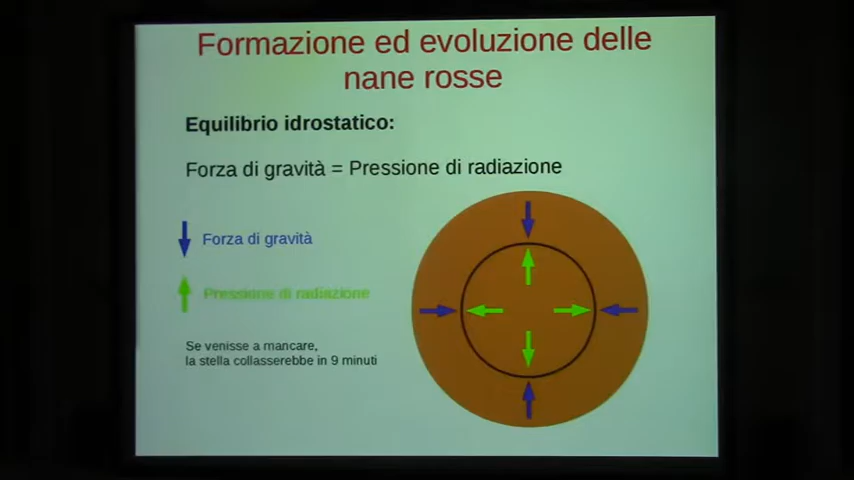 Formazione ed evoluzione delle
nane rosse
Equilibrio idrostatico:
Forza di gravità = Pressione di radiazione
Forza di gravità
Pressione di radiazione
Se venisse a mancare,
la stella collasserebbe in 9 minuti